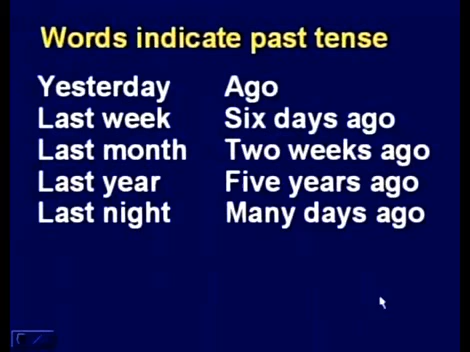 Words indicate past tense
Yesterday Ago
Last week Six days ago
Last month Two weeks ago
Last year Five years ago
Last night Many days ago